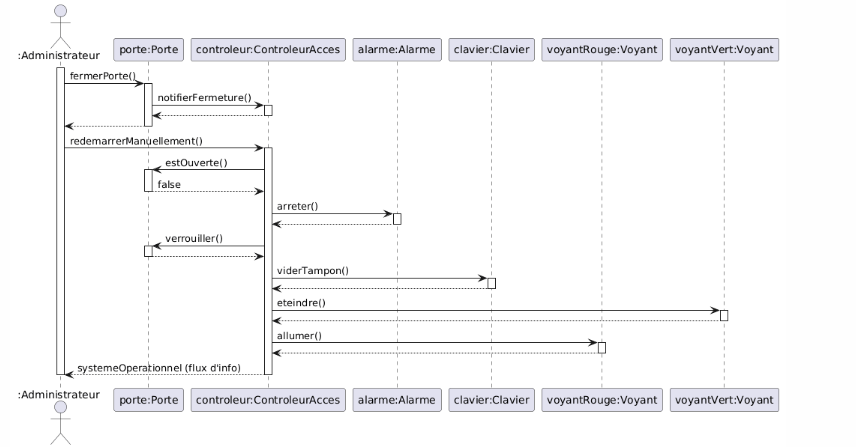 :Administrateur
porte:Porte
controleur:ControleurAcces
alarme:Alarme
clavier:Clavier
voyantRouge:Voyant
voyantVert:Voyant
fermerPorte()
notifierFermeture()
redemarrerManuellement()
estOuverte()
false
arreter()
verrouiller()
viderTampon()
eteindre()
allumer()
systemeOperationnel (flux d'info)
:Administrateur
porte:Porte
controleur:ControleurAcces
alarme:Alarme
clavier:Clavier
voyantRouge:Voyant
voyantVert:Voyant